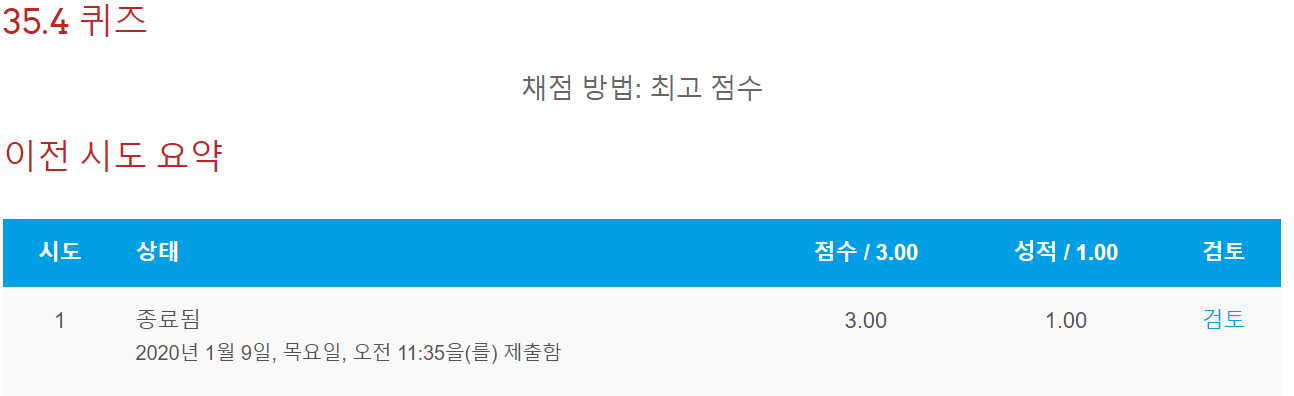 35.4 퀴즈
채점 방법: 최고 점수
이전 시도 요약
시도 상태 점수 / 3.00 성적 / 1.00 검토
1 종료됨 3.00 1.00 검토
2020년 1월 9일, 목요일, 오전 11:35을(를) 제출함